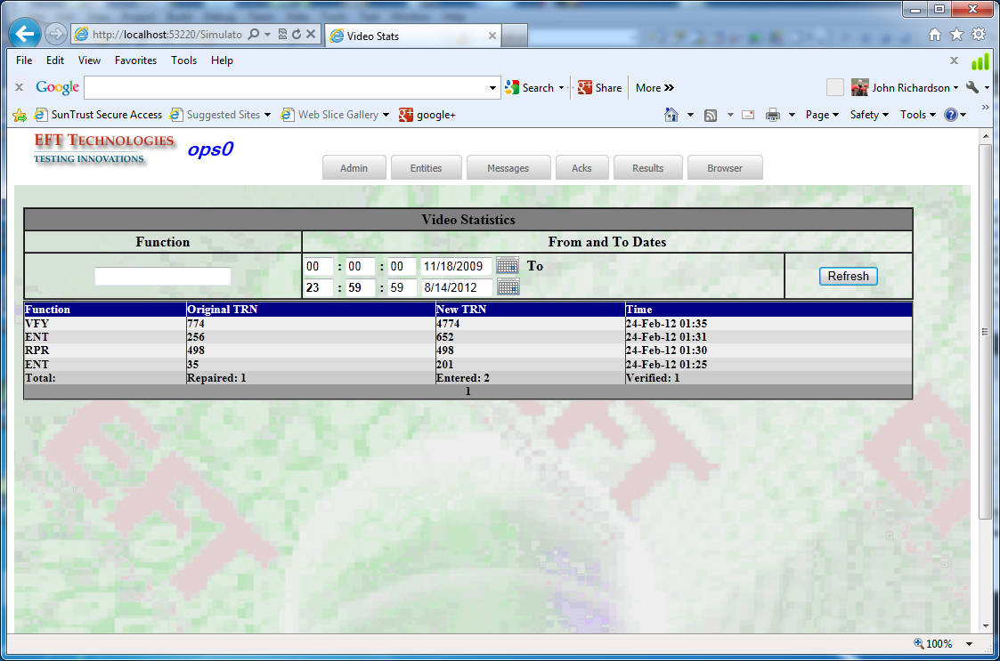 http://localhost:53220/Simulato
Video Stats
File Edit View Favorites Tools Help
Google Search Share More John Richardson
SunTrust Secure Access Suggested Sites Web Slice Gallery google+ Page Safety Tools
EFT TECHNOLOGIES
TESTING INNOVATIONS
ops0
Admin Entities Messages Acks Results Browser
Video Statistics
Function From and To Dates
00 : 00 : 00 11/18/2009 To
23 : 59 : 59 8/14/2012
Refresh
Function Original TRN New TRN Time
VFY 774 4774 24-Feb-12 01:35
ENT 256 652 24-Feb-12 01:31
RPR 498 498 24-Feb-12 01:30
ENT 35 201 24-Feb-12 01:25
Total: Repaired: 1 Entered: 2 Verified: 1
1
EFT
EFT
E
100%